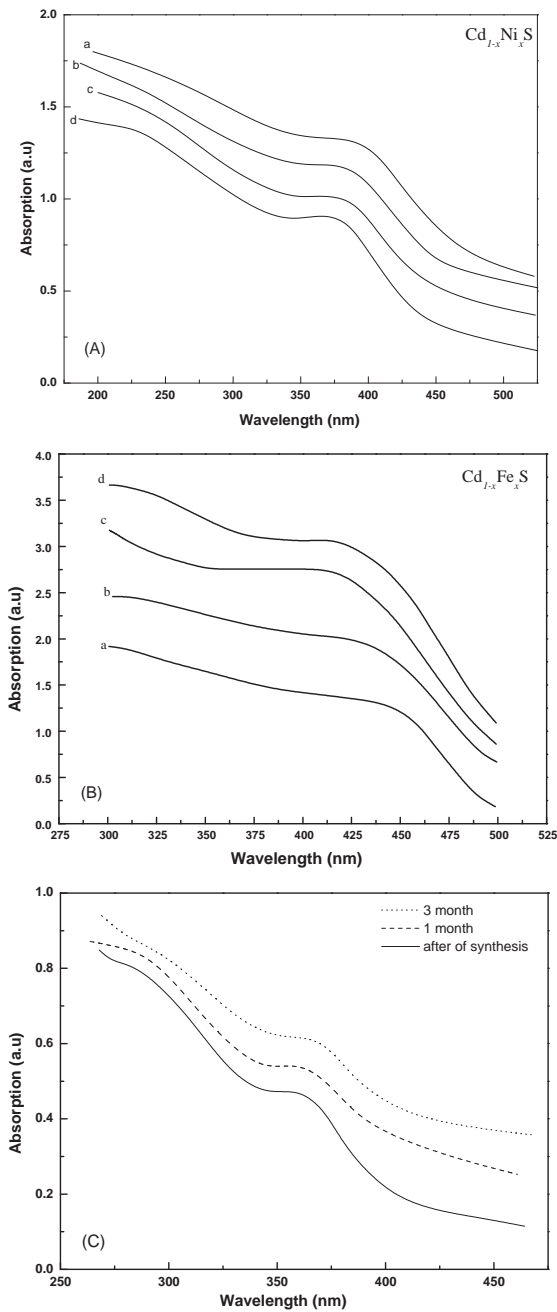 2.0
1.5
1.0
0.5
0.0
Absorption (a.u)
a
b
c
d
Cd1-xNixS
(A)
200 250 300 350 400 450 500
Wavelength (nm)
4.0
3.5
3.0
2.5
2.0
1.5
1.0
0.5
0.0
Absorption (a.u)
d
c
b
a
Cd1-xFexS
(B)
275 300 325 350 375 400 425 450 475 500 525
Wavelength (nm)
1.0
0.8
0.6
0.4
0.2
0.0
Absorption (a.u)
3 month
1 month
after of synthesis
(C)
250 300 350 400 450
Wavelength (nm)